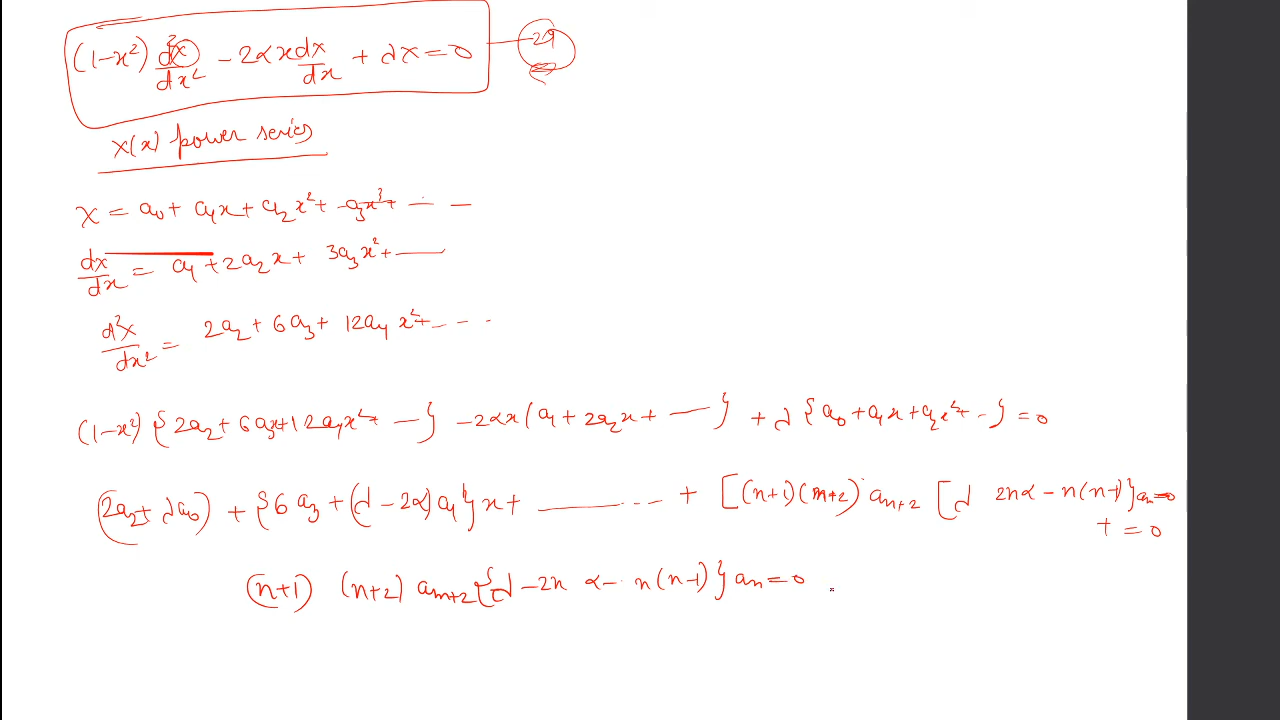 (1-x²) d²x/dx² - 2αx dx/dx + λx = 0 — 29
X(x) power series
X = a₀ + a₁x + a₂x² + a₃x³ + - -
dx/dx = a₁ + 2a₂x + 3a₃x² + —
d²x/dx² = 2a₂ + 6a₃ + 12a₄x² + - - -
(1-x²) {2a₂ + 6a₃x + 12a₄x² + —} - 2αx(a₁ + 2a₂x + —} + λ {a₀ + a₁x + a₂x² + -} = 0
(2a₂ + λa₀) + {6a₃ + (λ - 2α)a₁}x + ------- + [(n+1)(n+2) aₙ₊₂ [λ 2nα - n(n-1)}aₙ=0
+ = 0
(n+1) (n+2) aₙ₊₂ {λ - 2n α - n(n-1)} aₙ = 0